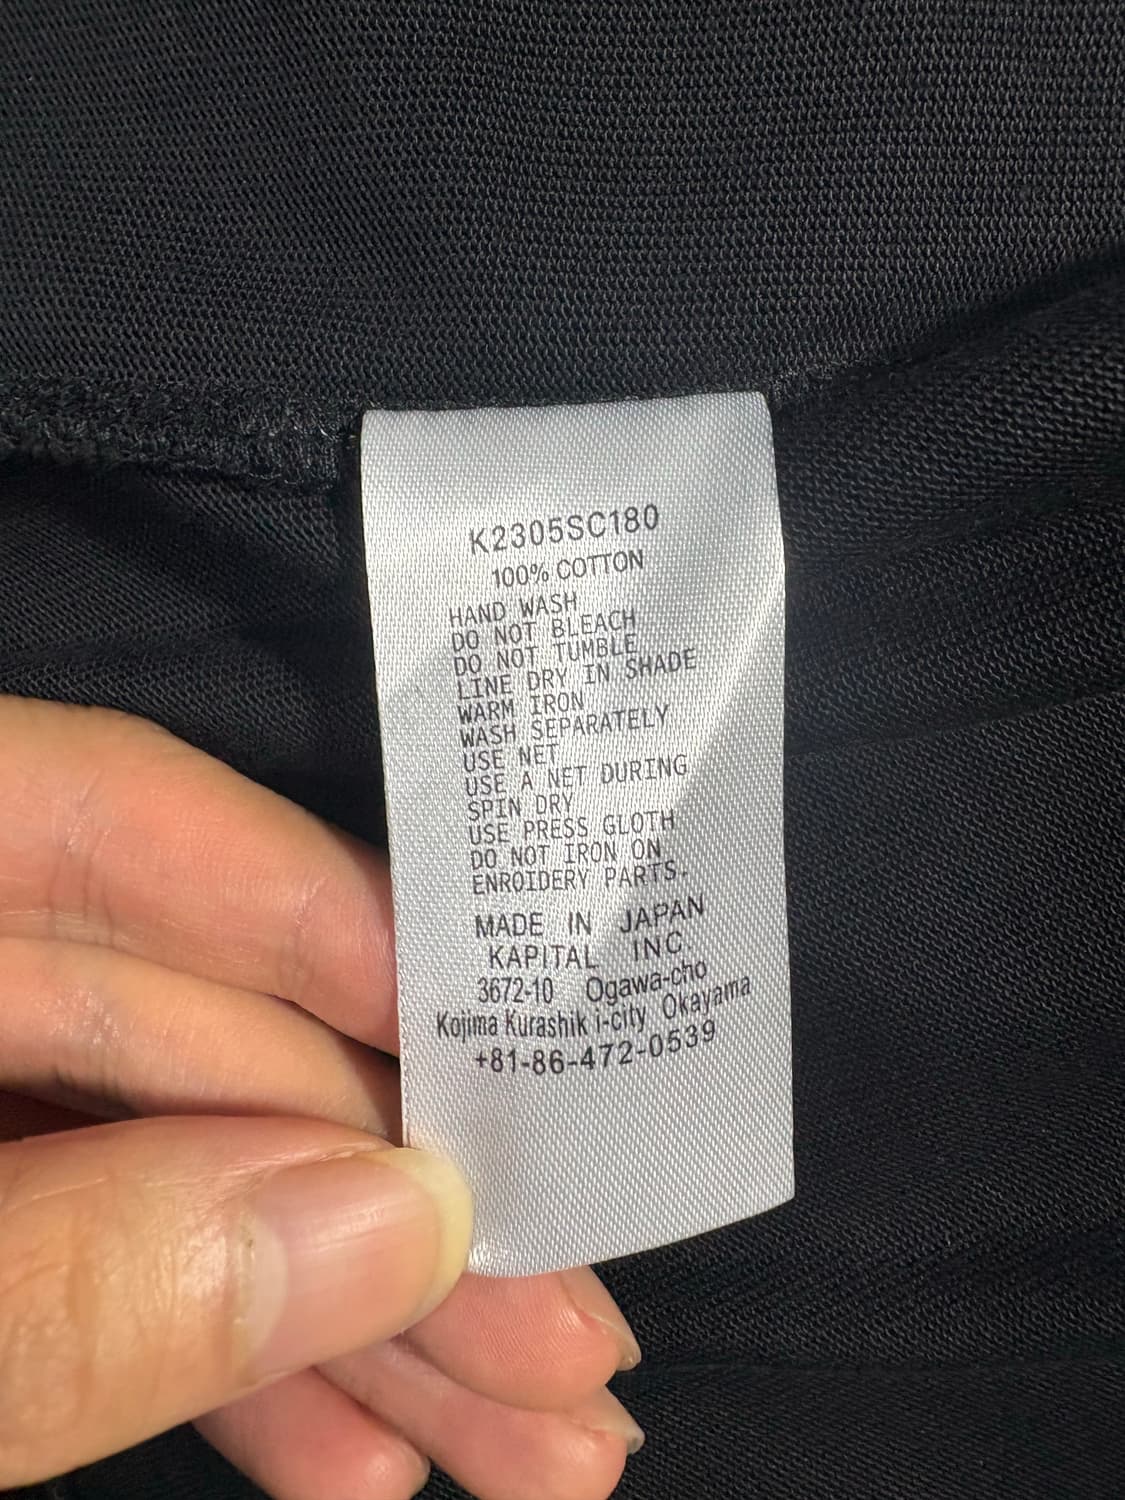 K2305SC180
100% COTTON
HAND WASH
DO NOT BLEACH
DO NOT TUMBLE
LINE DRY IN SHADE
WARM IRON
WASH SEPARATELY
USE NET
USE A NET DURING
SPIN DRY
USE PRESS GLOTH
DO NOT IRON ON
ENROIDERY PARTS.
MADE IN JAPAN
KAPITAL INC.
3672-10 Ogawa-cho
Kojima Kurashik i-city Okayama
+81-86-472-0539